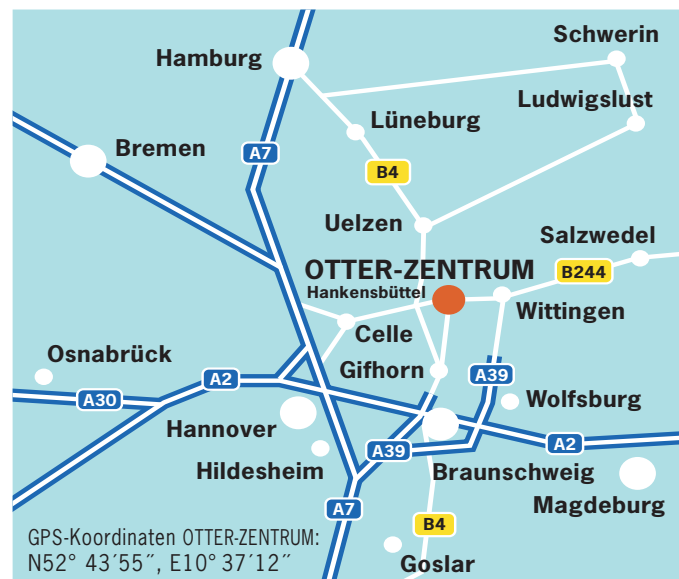 Schwerin
Hamburg
Ludwigslust
Lüneburg
Bremen
A7
B4
Uelzen
Salzwedel
OTTER-ZENTRUM
B244
Hankensbüttel
Wittingen
Celle
Osnabrück
Gifhorn
A2
A39
A30
Wolfsburg
Hannover
A39
A2
Hildesheim
Braunschweig
Magdeburg
A7
B4
GPS-Koordinaten OTTER-ZENTRUM:
N52° 43´55˝, E10° 37´12˝
Goslar